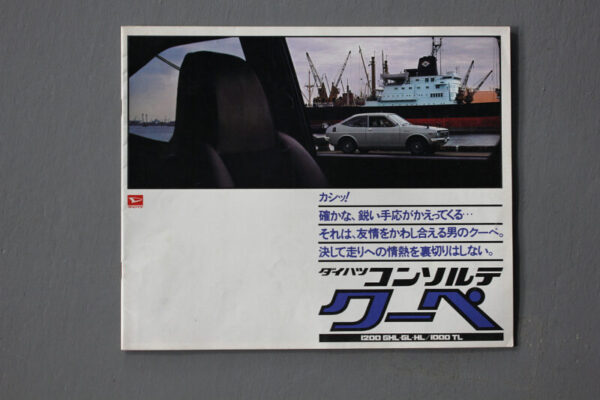 カシッ!
確かな、鋭い手応がかえってくる…
それは、友情をかわし合える男のクーペ。
決して走りへの情熱を裏切りはしない。
ダイハツ コンソルテ
クーペ
1200 GHL・GL・HL/1000 TL